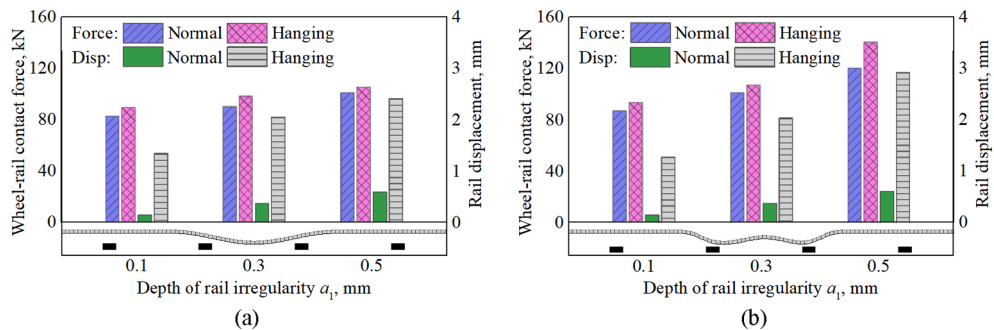 160
120
80
40
0
Wheel-rail contact force, kN
Force: Normal Hanging
Disp: Normal Hanging
4
3
2
1
0
Rail displacement, mm
0.1 0.3 0.5
Depth of rail irregularity a1, mm
(a)
160
120
80
40
0
Wheel-rail contact force, kN
Force: Normal Hanging
Disp: Normal Hanging
4
3
2
1
0
Rail displacement, mm
0.1 0.3 0.5
Depth of rail irregularity a1, mm
(b)